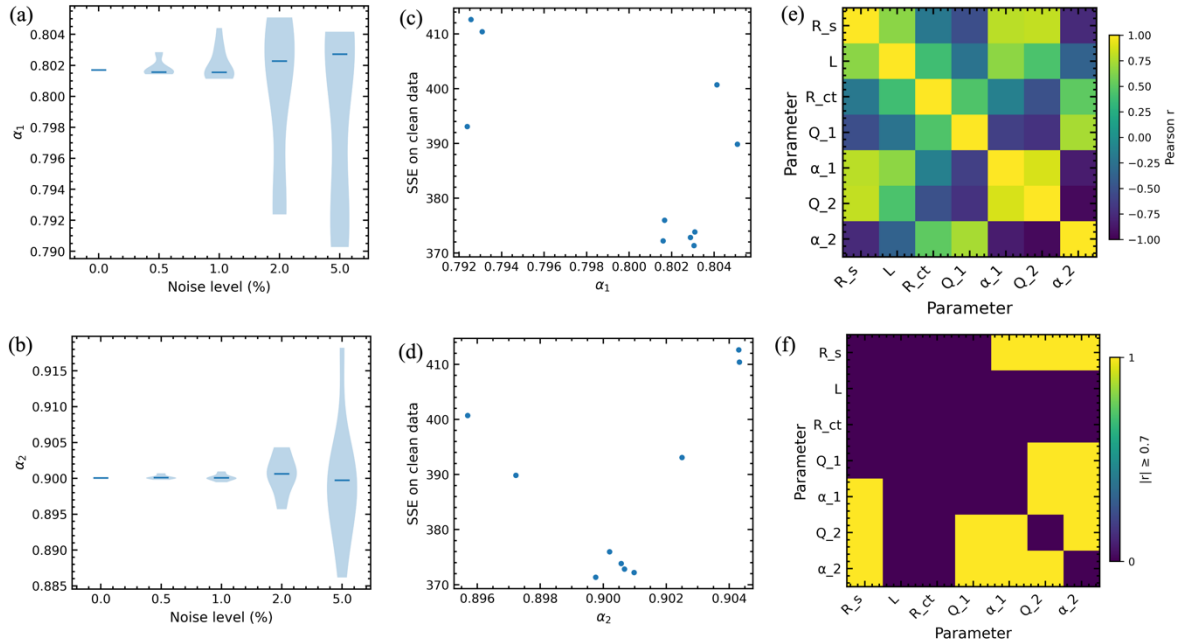 (a)
0.804
0.802
0.800
0.798
0.796
0.794
0.792
0.790
α₁
0.0
0.5
1.0
2.0
5.0
Noise level (%)
(c)
410
400
390
380
370
SSE on clean data
0.792
0.794
0.796
0.798
0.800
0.802
0.804
α₁
(e)
R_s
L
R_ct
Q_1
α_1
Q_2
α_2
Parameter
R_s
L
R_ct
Q_1
α_1
Q_2
α_2
Parameter
1.00
0.75
0.50
0.25
0.00
−0.25
−0.50
−0.75
−1.00
Pearson r
(b)
0.915
0.910
0.905
0.900
0.895
0.890
0.885
α₂
0.0
0.5
1.0
2.0
5.0
Noise level (%)
(d)
410
400
390
380
370
SSE on clean data
0.896
0.898
0.900
0.902
0.904
α₂
(f)
R_s
L
R_ct
Q_1
α_1
Q_2
α_2
Parameter
R_s
L
R_ct
Q_1
α_1
Q_2
α_2
Parameter
1
0
|r| ≥ 0.7